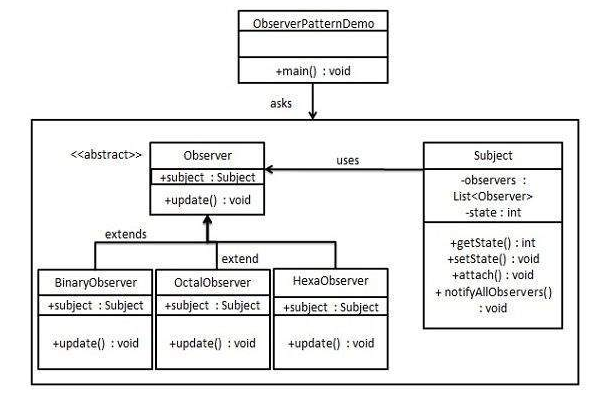 ObserverPatternDemo
+main() : void
asks
<<abstract>>
Observer
+subject : Subject
+update() : void
uses
Subject
-observers :
List<Observer>
-state : int
+getState() : int
+setState() : void
+attach() : void
+ notifyAllObservers()
: void
extends
extend
BinaryObserver
+subject : Subject
+update() : void
OctalObserver
+subject : Subject
+update() : void
HexaObserver
+subject : Subject
+update() : void